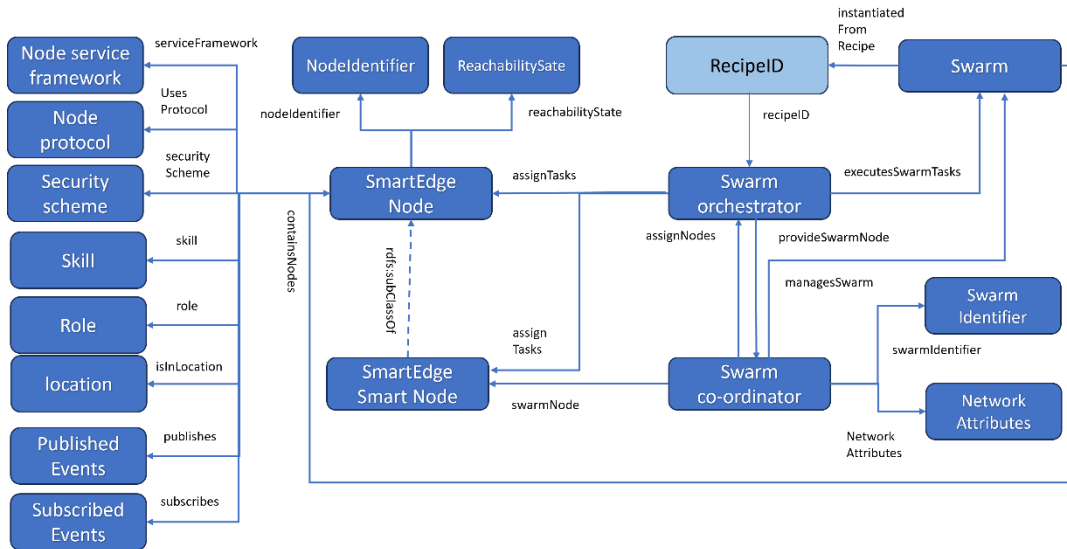 Node service
framework
serviceFramework
Node
protocol
Uses
Protocol
Security
scheme
security
Scheme
Skill
skill
Role
role
location
isInLocation
Published
Events
publishes
Subscribed
Events
subscribes
NodeIdentifier
ReachabilitySate
nodeIdentifier
reachabilityState
SmartEdge
Node
containsNodes
rdfs:subClassOf
SmartEdge
Smart Node
assignTasks
assign
Tasks
swarmNode
RecipeID
recipeID
instantiated
From
Recipe
Swarm
Swarm
orchestrator
executesSwarmTasks
assignNodes
provideSwarmNode
managesSwarm
Swarm
co-ordinator
Swarm
Identifier
swarmIdentifier
Network
Attributes
Network
Attributes